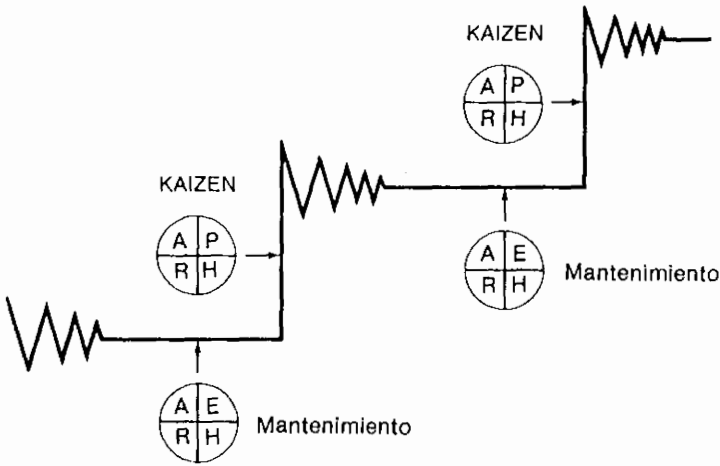 KAIZEN
A P
R H
KAIZEN
A P
R H
A E
R H
Mantenimiento
A E
R H
Mantenimiento